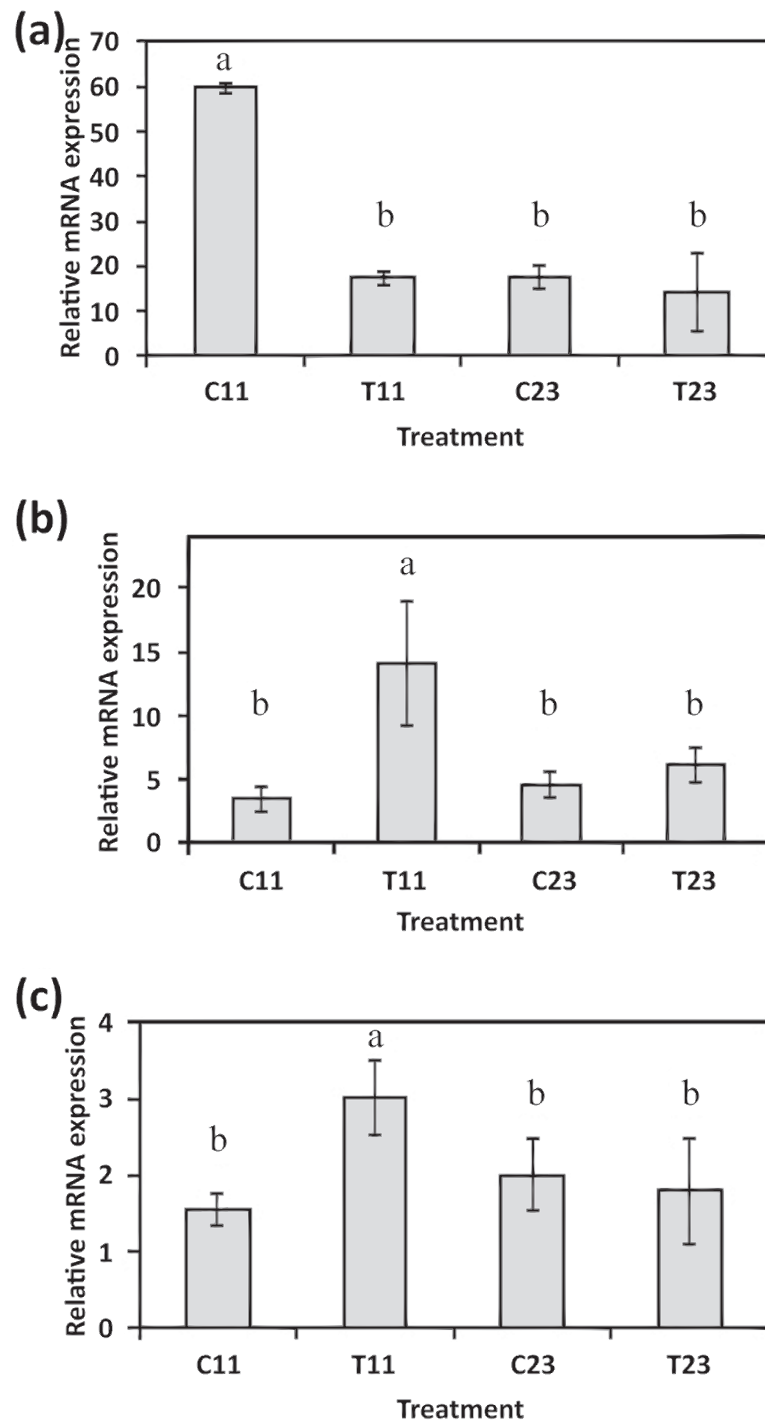 (a)
Relative mRNA expression
70
60
50
40
30
20
10
0
a
b
b
b
C11 T11 C23 T23
Treatment
(b)
Relative mRNA expression
20
15
10
5
0
b
a
b
b
C11 T11 C23 T23
Treatment
(c)
Relative mRNA expression
4
3
2
1
0
b
a
b
b
C11 T11 C23 T23
Treatment